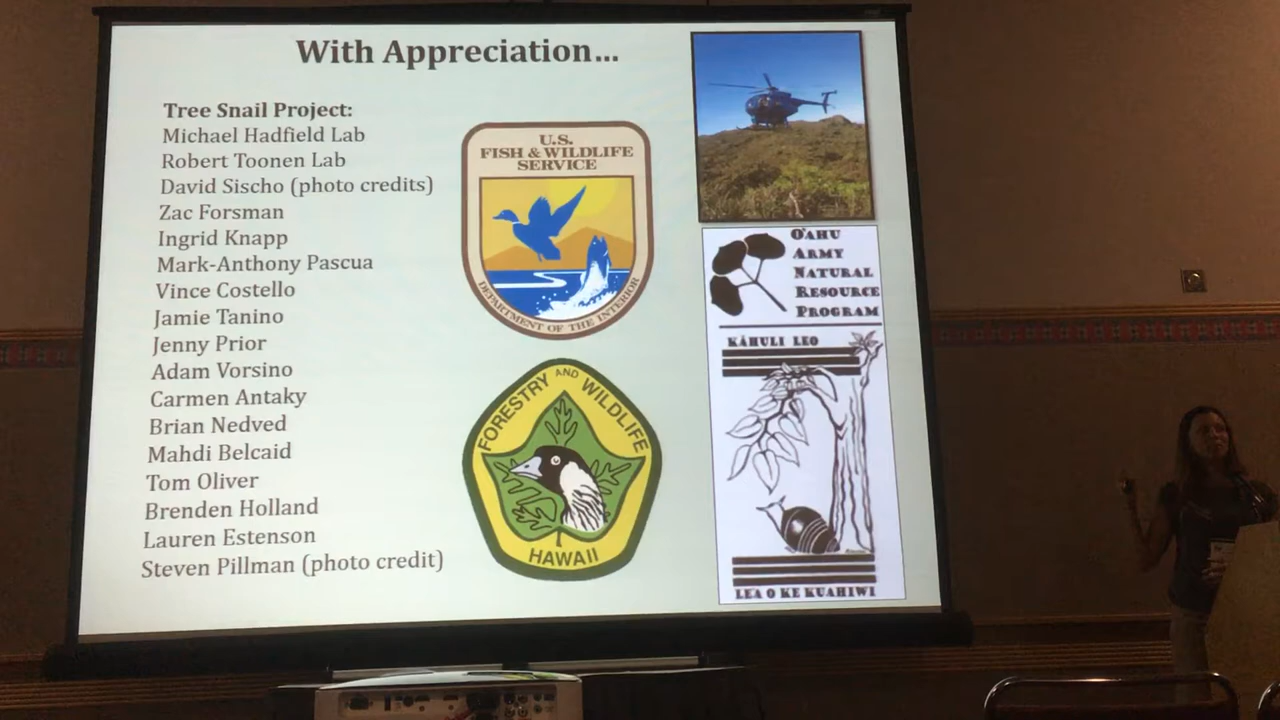 With Appreciation...
Tree Snail Project:
Michael Hadfield Lab
Robert Toonen Lab
David Sischo (photo credits)
Zac Forsman
Ingrid Knapp
Mark-Anthony Pascua
Vince Costello
Jamie Tanino
Jenny Prior
Adam Vorsino
Carmen Antaky
Brian Nedved
Mahdi Belcaid
Tom Oliver
Brenden Holland
Lauren Estenson
Steven Pillman (photo credit)
U.S.
FISH & WILDLIFE
SERVICE
DEPARTMENT OF THE INTERIOR
FORESTRY AND WILDLIFE
HAWAII
O'AHU
ARMY
NATURAL
RESOURCE
PROGRAM
KĀHULI LEO
LEA O KE KUAHIWI